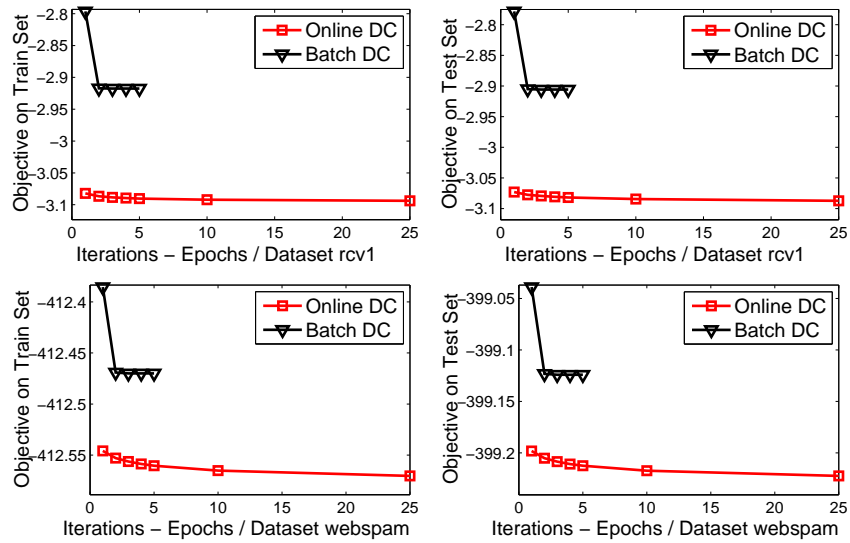 Objective on Train Set
−2.8
−2.85
−2.9
−2.95
−3
−3.05
−3.1
0 5 10 15 20 25
Iterations − Epochs / Dataset rcv1
Online DC
Batch DC
Objective on Test Set
−2.8
−2.85
−2.9
−2.95
−3
−3.05
−3.1
0 5 10 15 20 25
Iterations − Epochs / Dataset rcv1
Online DC
Batch DC
Objective on Train Set
−412.4
−412.45
−412.5
−412.55
0 5 10 15 20 25
Iterations − Epochs / Dataset webspam
Online DC
Batch DC
Objective on Test Set
−399.05
−399.1
−399.15
−399.2
0 5 10 15 20 25
Iterations − Epochs / Dataset webspam
Online DC
Batch DC